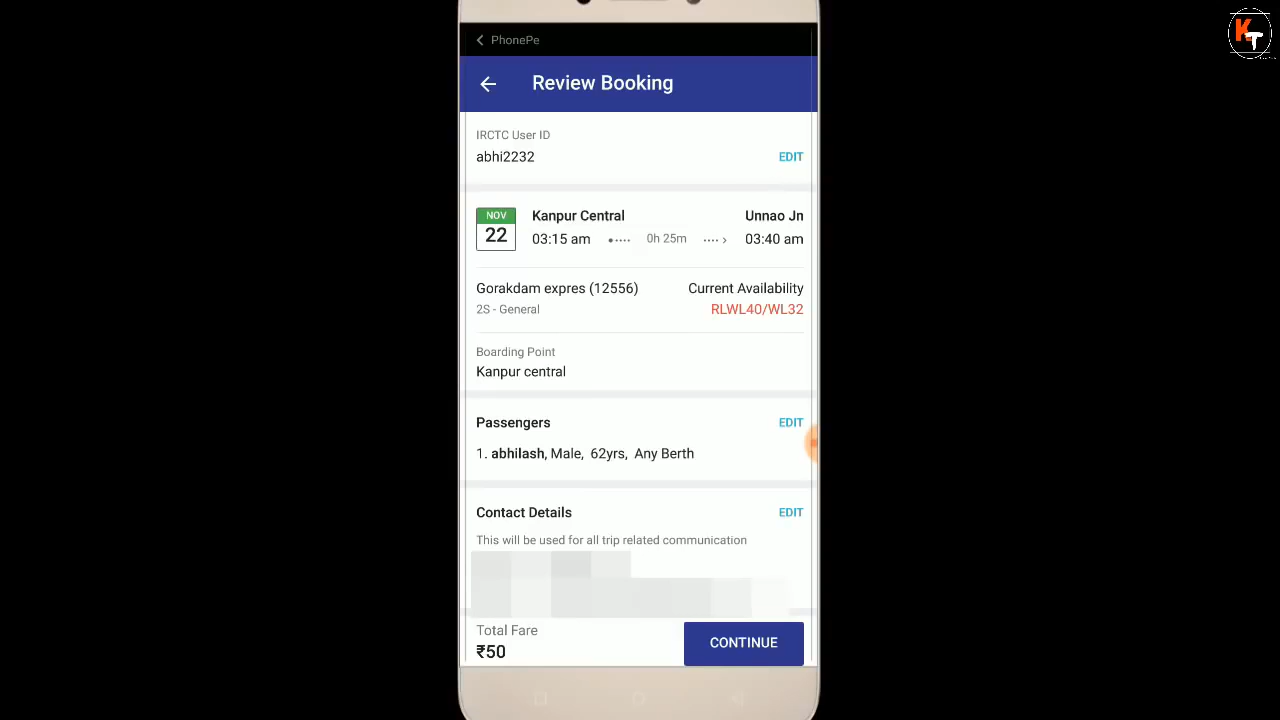 KT
PhonePe
Review Booking
IRCTC User ID
abhi2232 EDIT
NOV Kanpur Central Unnao Jn
22 03:15 am 0h 25m 03:40 am
Gorakdam expres (12556) Current Availability
2S - General RLWL40/WL32
Boarding Point
Kanpur central
Passengers EDIT
1. abhilash, Male, 62yrs, Any Berth
Contact Details EDIT
This will be used for all trip related communication
Total Fare
₹50 CONTINUE